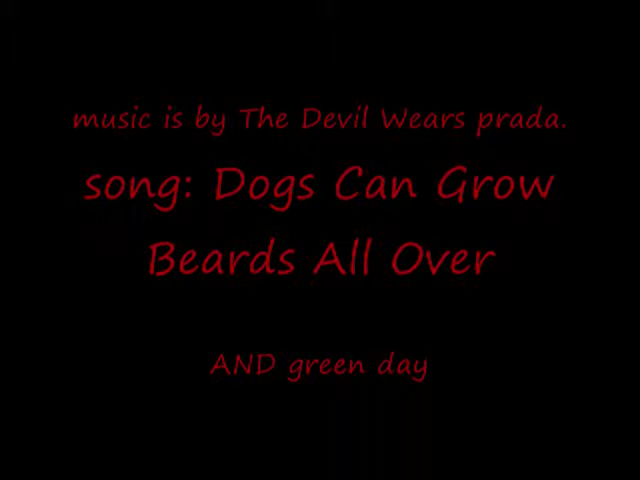 music is by The Devil Wears prada.
song: Dogs Can Grow
Beards All Over
AND green day